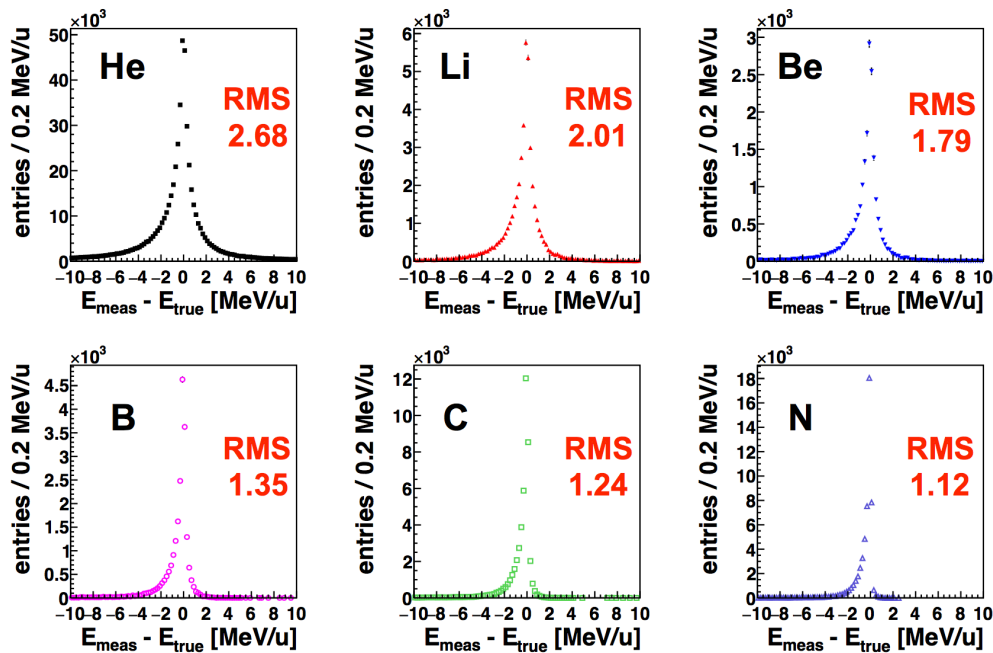 ×10³
He
RMS
2.68
entries / 0.2 MeV/u
50
40
30
20
10
0
−10−8 −6 −4 −2 0 2 4 6 8 10
E_meas - E_true [MeV/u]
×10³
Li
RMS
2.01
entries / 0.2 MeV/u
6
5
4
3
2
1
0
−10−8 −6 −4 −2 0 2 4 6 8 10
E_meas - E_true [MeV/u]
×10³
Be
RMS
1.79
entries / 0.2 MeV/u
3
2.5
2
1.5
1
0.5
0
−10−8 −6 −4 −2 0 2 4 6 8 10
E_meas - E_true [MeV/u]
×10³
B
RMS
1.35
entries / 0.2 MeV/u
4.5
4
3.5
3
2.5
2
1.5
1
0.5
0
−10−8 −6 −4 −2 0 2 4 6 8 10
E_meas - E_true [MeV/u]
×10³
C
RMS
1.24
entries / 0.2 MeV/u
12
10
8
6
4
2
0
−10−8 −6 −4 −2 0 2 4 6 8 10
E_meas - E_true [MeV/u]
×10³
N
RMS
1.12
entries / 0.2 MeV/u
18
16
14
12
10
8
6
4
2
0
−10−8 −6 −4 −2 0 2 4 6 8 10
E_meas - E_true [MeV/u]